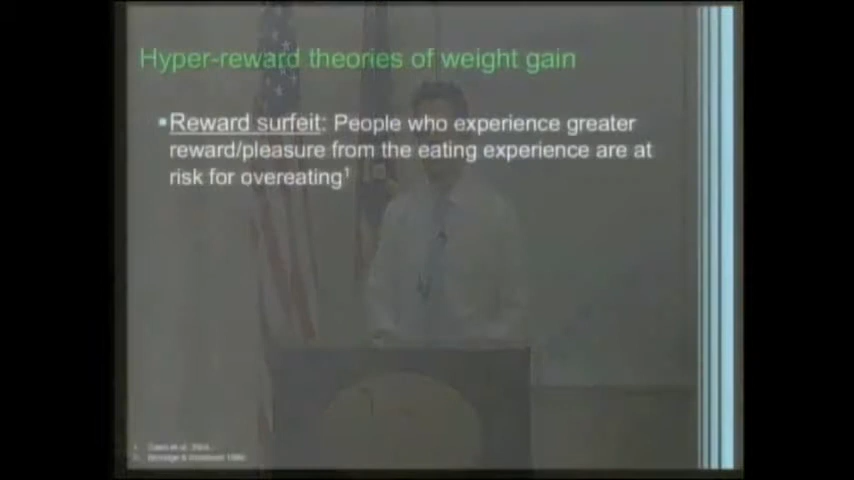 Hyper-reward theories of weight gain
▪Reward surfeit: People who experience greater
reward/pleasure from the eating experience are at
risk for overeating¹